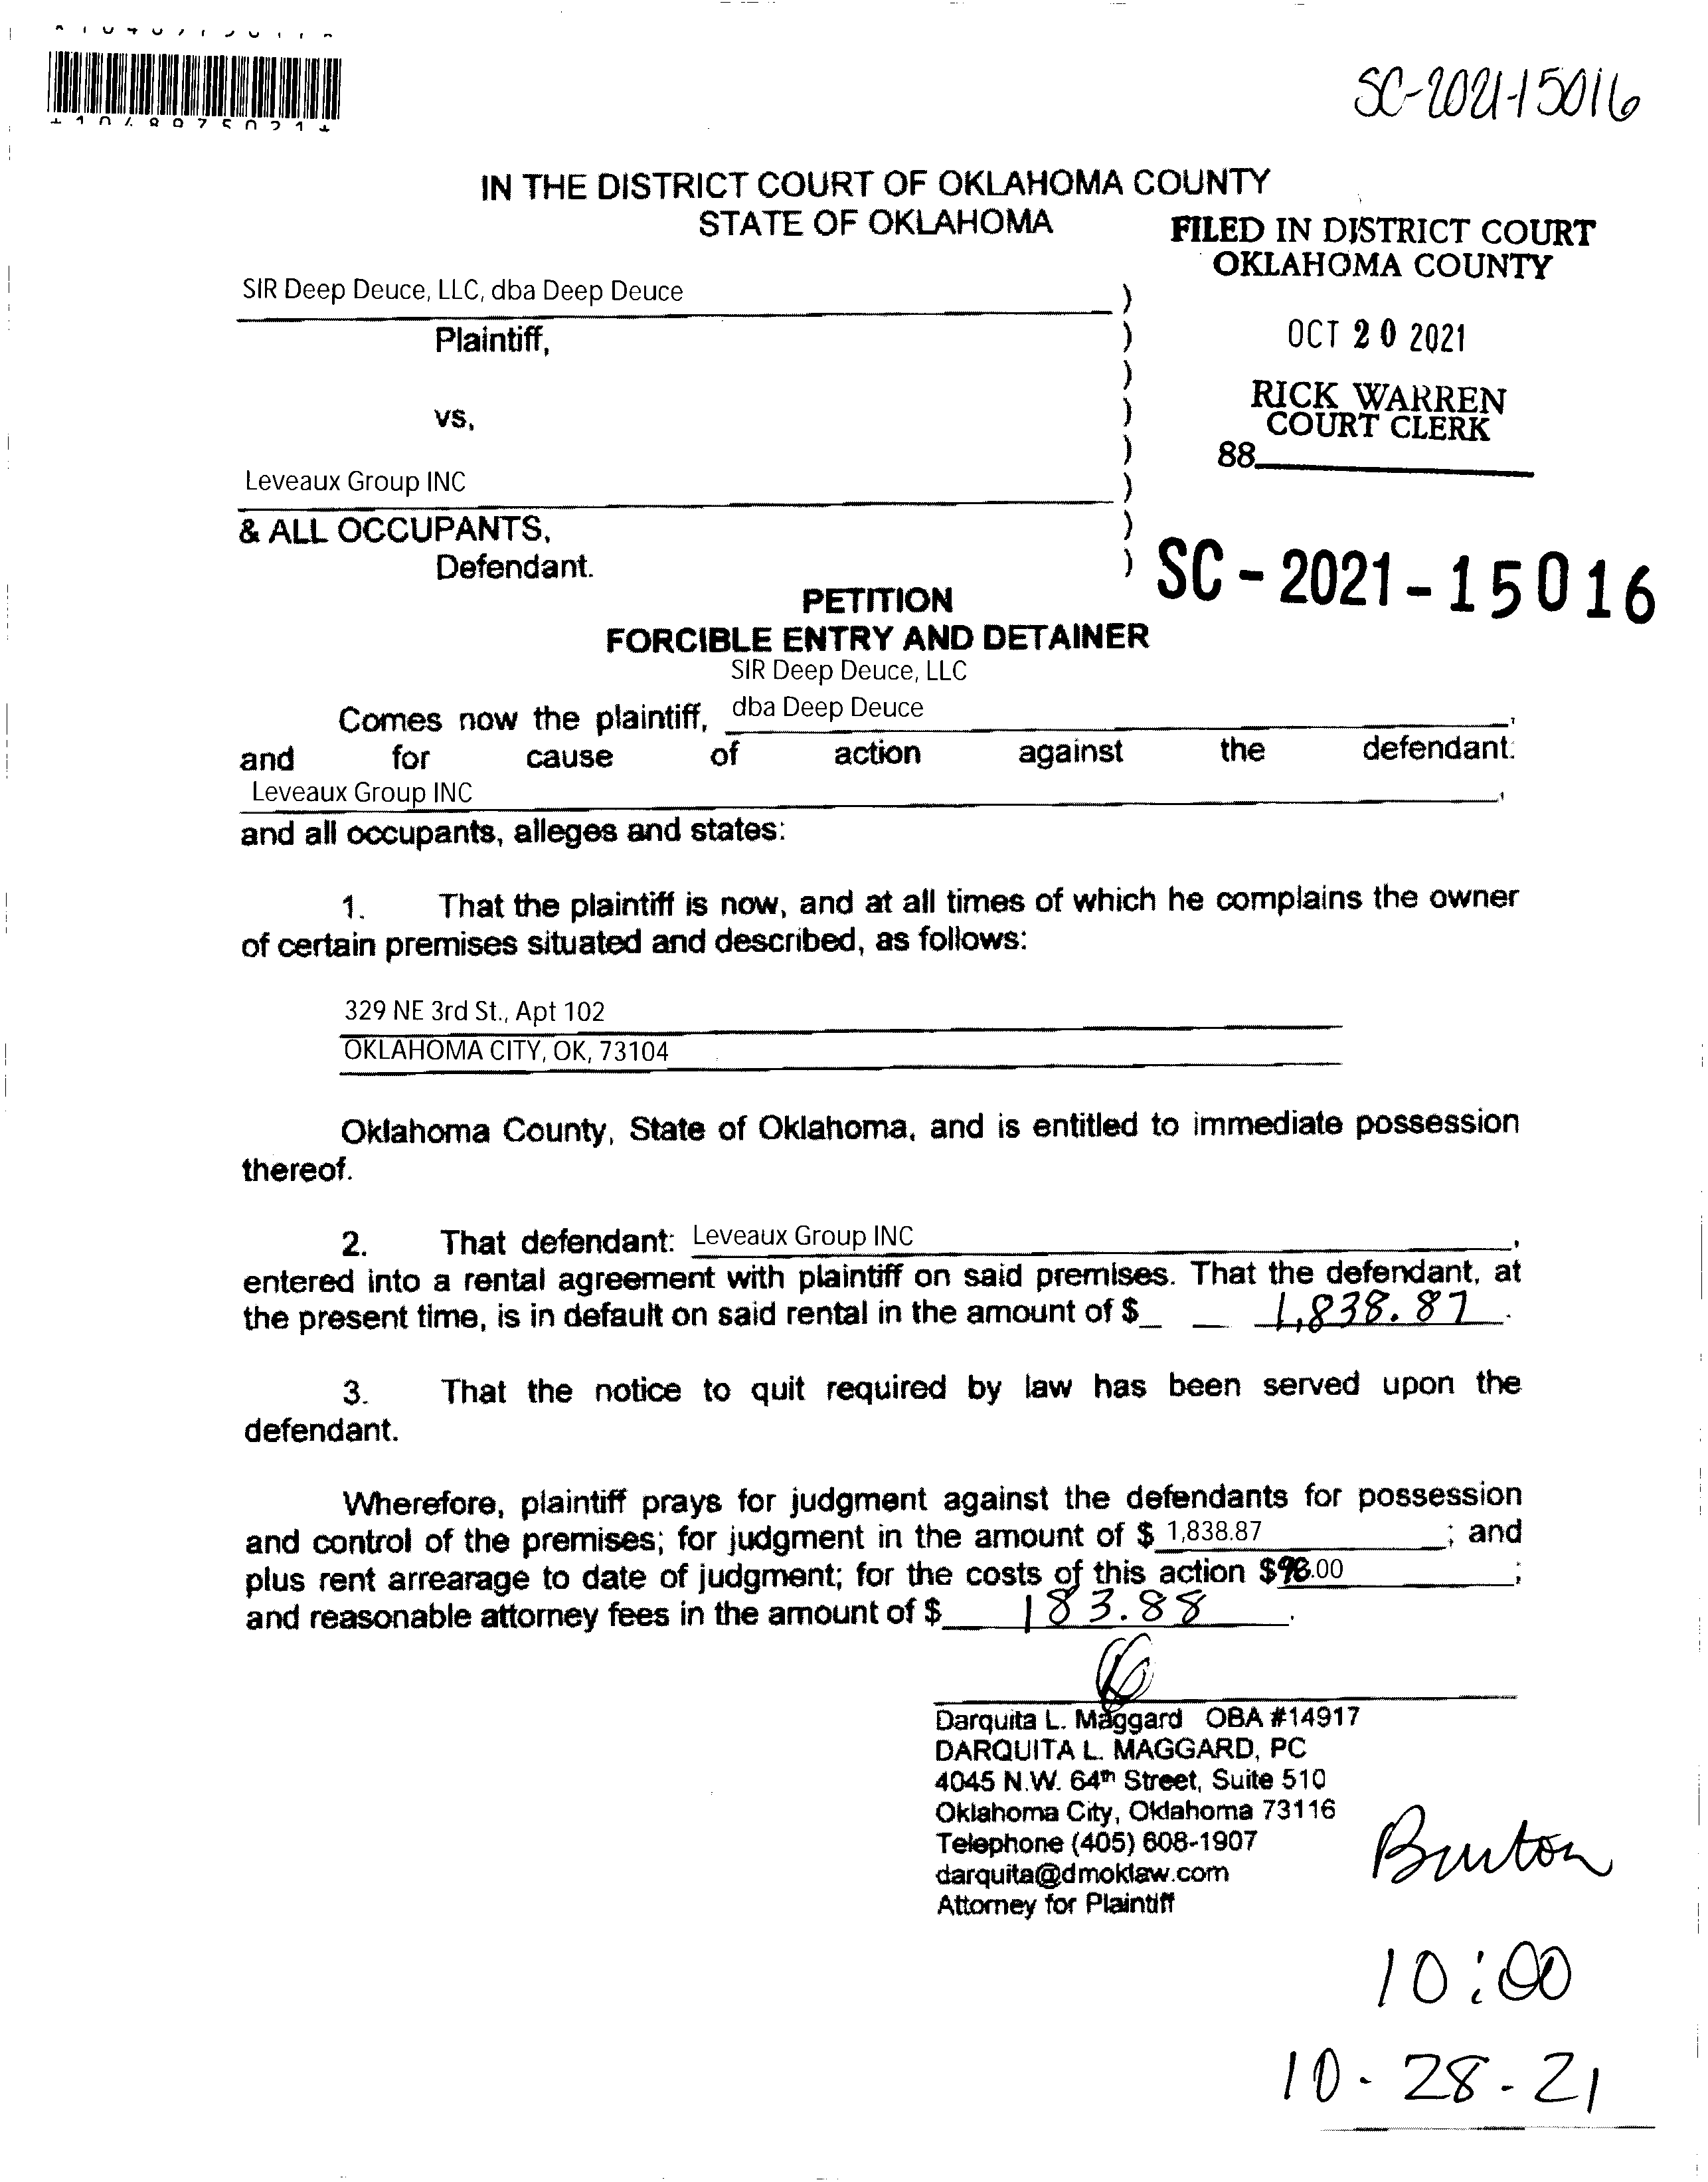 SC-2021-15016
IN THE DISTRICT COURT OF OKLAHOMA COUNTY
STATE OF OKLAHOMA
FILED IN DISTRICT COURT
OKLAHOMA COUNTY
SIR Deep Deuce, LLC, dba Deep Deuce )
Plaintiff, )
OCT 20 2021
)
RICK WARREN
COURT CLERK
vs. )
)
88
Leveaux Group INC )
& ALL OCCUPANTS, )
Defendant. )
SC-2021-15016
PETITION
FORCIBLE ENTRY AND DETAINER
SIR Deep Deuce, LLC
Comes now the plaintiff, dba Deep Deuce,
and for cause of action against the defendant:
Leveaux Group INC,
and all occupants, alleges and states:
1. That the plaintiff is now, and at all times of which he complains the owner
of certain premises situated and described, as follows:
329 NE 3rd St., Apt 102
OKLAHOMA CITY, OK, 73104
Oklahoma County, State of Oklahoma, and is entitled to immediate possession
thereof.
2. That defendant: Leveaux Group INC,
entered into a rental agreement with plaintiff on said premises. That the defendant, at
the present time, is in default on said rental in the amount of $ 1,838.87.
3. That the notice to quit required by law has been served upon the
defendant.
Wherefore, plaintiff prays for judgment against the defendants for possession
and control of the premises; for judgment in the amount of $ 1,838.87; and
plus rent arrearage to date of judgment; for the costs of this action $ .00;
and reasonable attorney fees in the amount of $ 183.88.
Darquita L. Maggard OBA #14917
DARQUITA L. MAGGARD, PC
4045 N.W. 64th Street, Suite 510
Oklahoma City, Oklahoma 73116
Telephone (405) 608-1907
darquita@dmoklaw.com
Attorney for Plaintiff
Burton
10:00
10-28-21